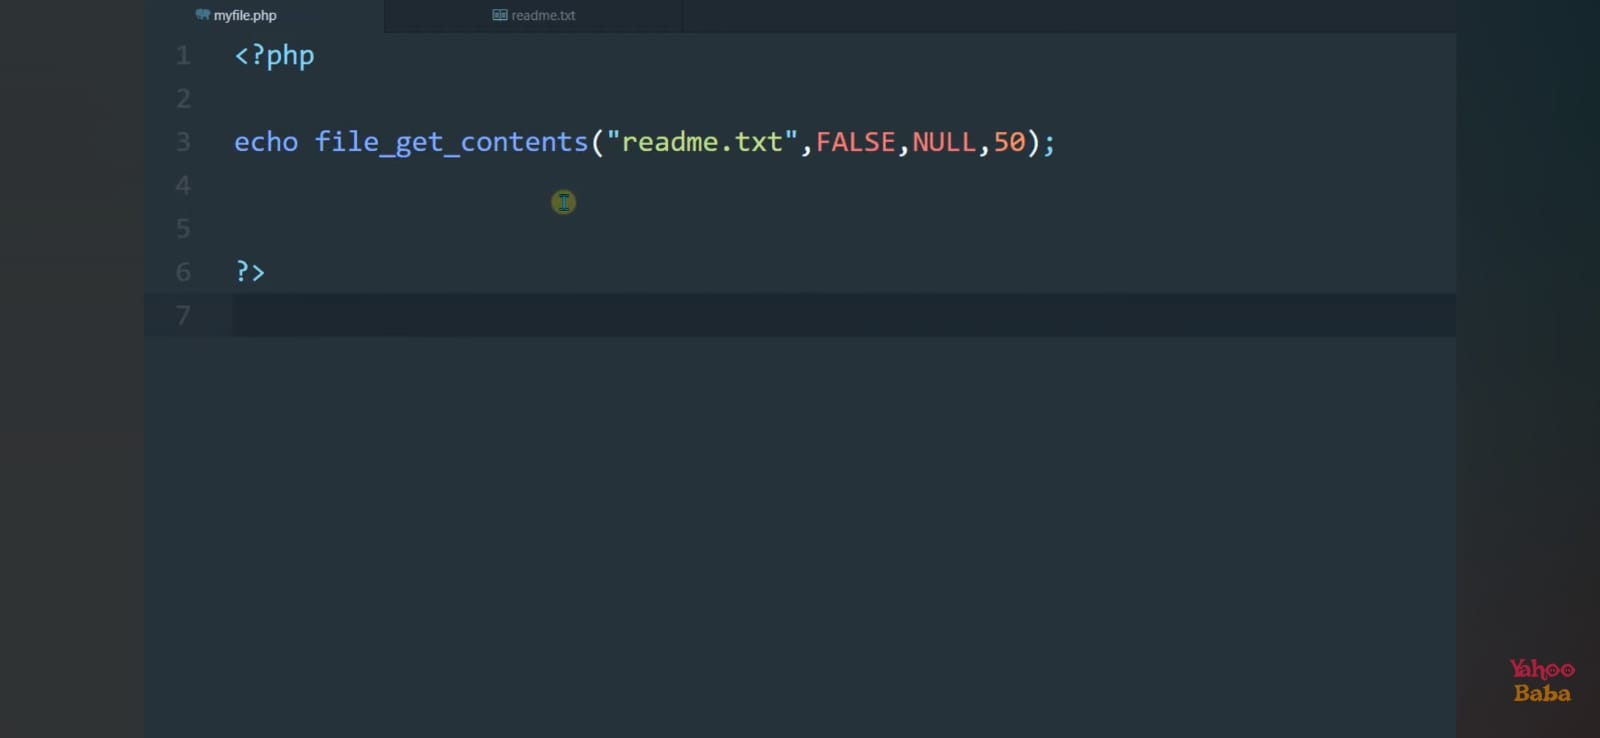 myfile.php
readme.txt
1 <?php
2
3 echo file_get_contents("readme.txt",FALSE,NULL,50);
4
5
6 ?>
7
Yahoo
Baba